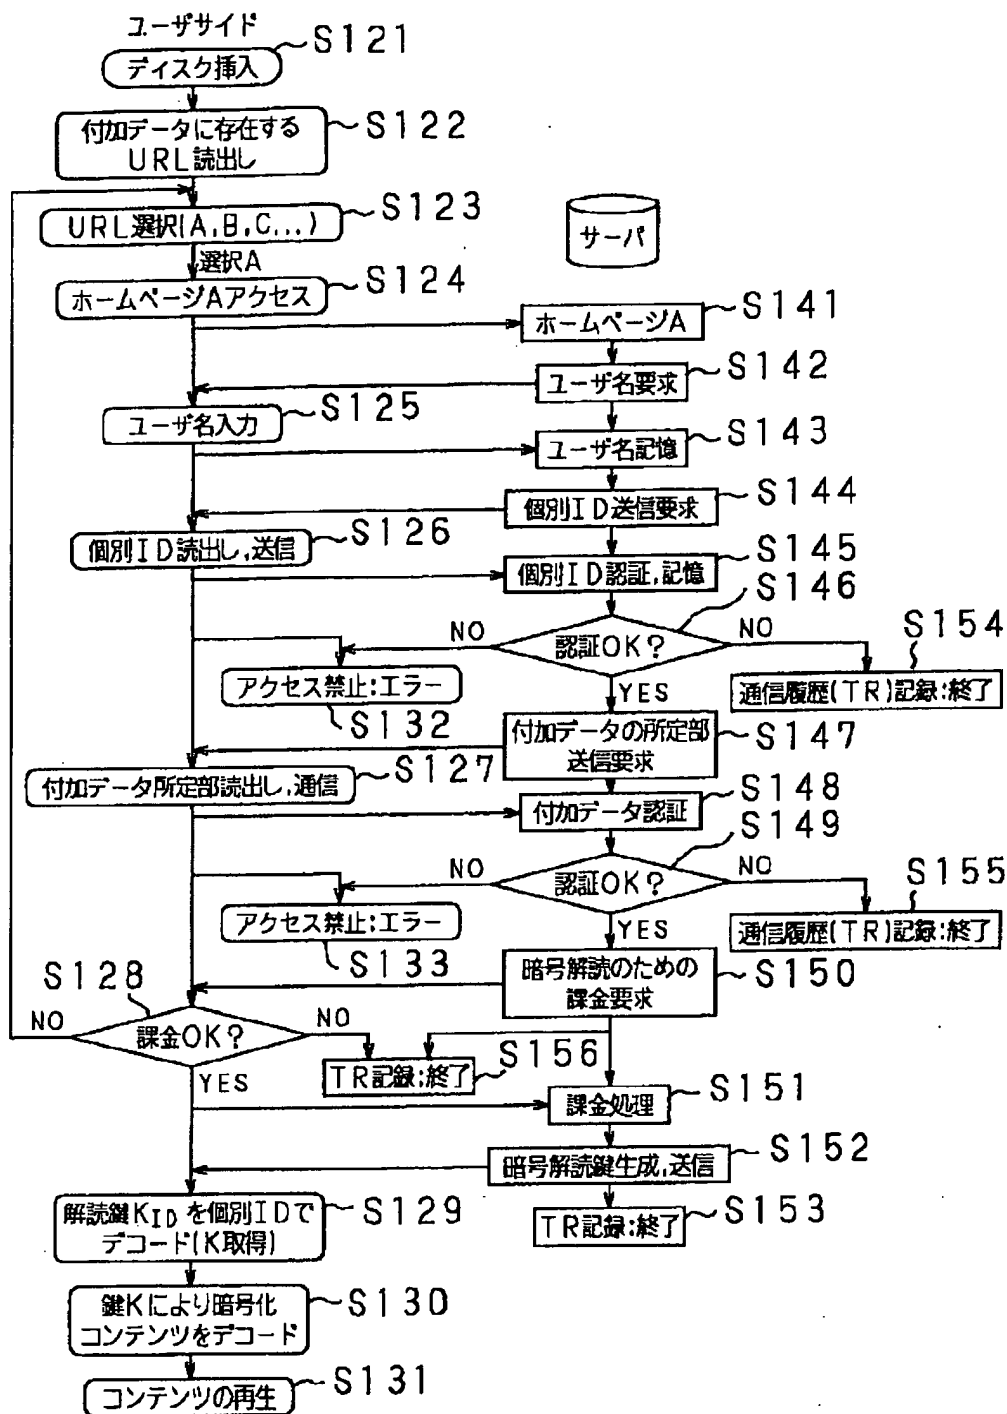 ユーザサイド
ディスク挿入
S121
付加データに存在する
URL読出し
S122
URL選択(A,B,C...)
S123
サーバ
選択A
ホームページAアクセス
S124
ホームページA
S141
ユーザ名要求
S142
ユーザ名入力
S125
ユーザ名記憶
S143
個別ID送信要求
S144
個別ID読出し,送信
S126
個別ID認証,記憶
S145
認証OK?
S146
NO
NO
YES
アクセス禁止:エラー
S132
通信履歴(TR)記録:終了
S154
付加データの所定部
送信要求
S147
付加データ所定部読出し,通信
S127
付加データ認証
S148
認証OK?
S149
NO
NO
YES
アクセス禁止:エラー
S133
通信履歴(TR)記録:終了
S155
暗号解読のための
課金要求
S150
S128
課金OK?
NO
NO
YES
TR記録:終了
S156
課金処理
S151
暗号解読鍵生成,送信
S152
解読鍵KIDを個別IDで
デコード(K取得)
S129
TR記録:終了
S153
鍵Kにより暗号化
コンテンツをデコード
S130
コンテンツの再生
S131